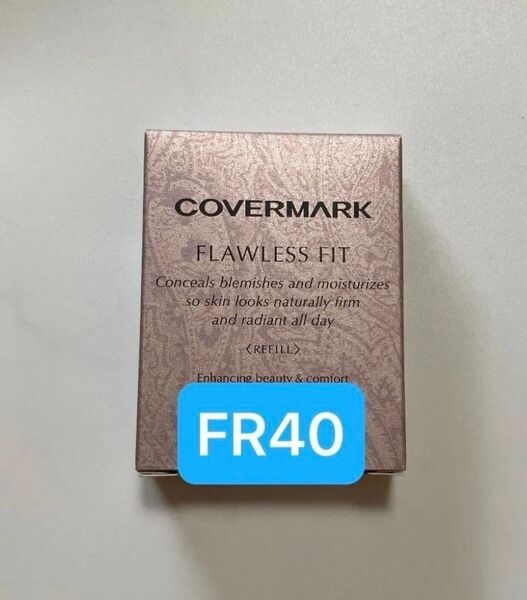 COVERMARK
FLAWLESS FIT
Conceals blemishes and moisturizes
so skin looks naturally firm
and radiant all day
〈REFILL〉
Enhancing beauty & comfort
FR40